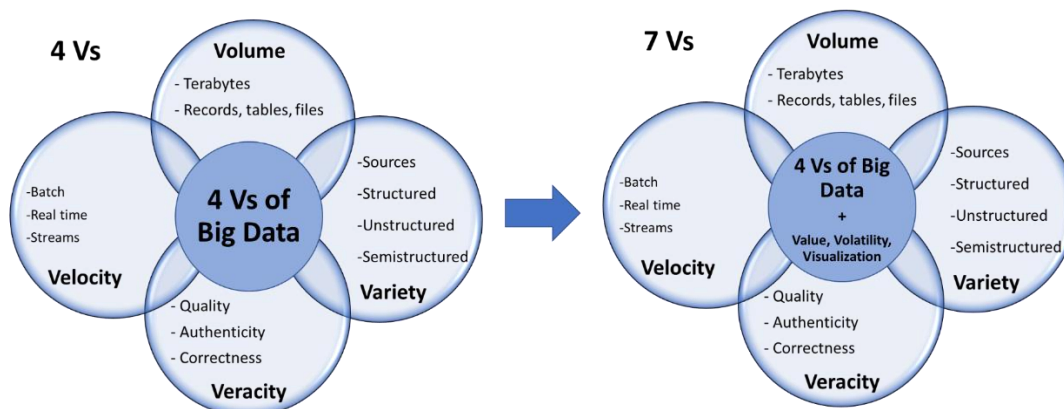 4 Vs
Volume
- Terabytes
- Records, tables, files
-Batch
-Real time
-Streams
Velocity
4 Vs of
Big Data
-Sources
-Structured
-Unstructured
-Semistructured
Variety
- Quality
- Authenticity
- Correctness
Veracity
7 Vs
Volume
- Terabytes
- Records, tables, files
-Batch
-Real time
-Streams
Velocity
4 Vs of Big
Data
+
Value, Volatility,
Visualization
-Sources
-Structured
-Unstructured
-Semistructured
Variety
- Quality
- Authenticity
- Correctness
Veracity